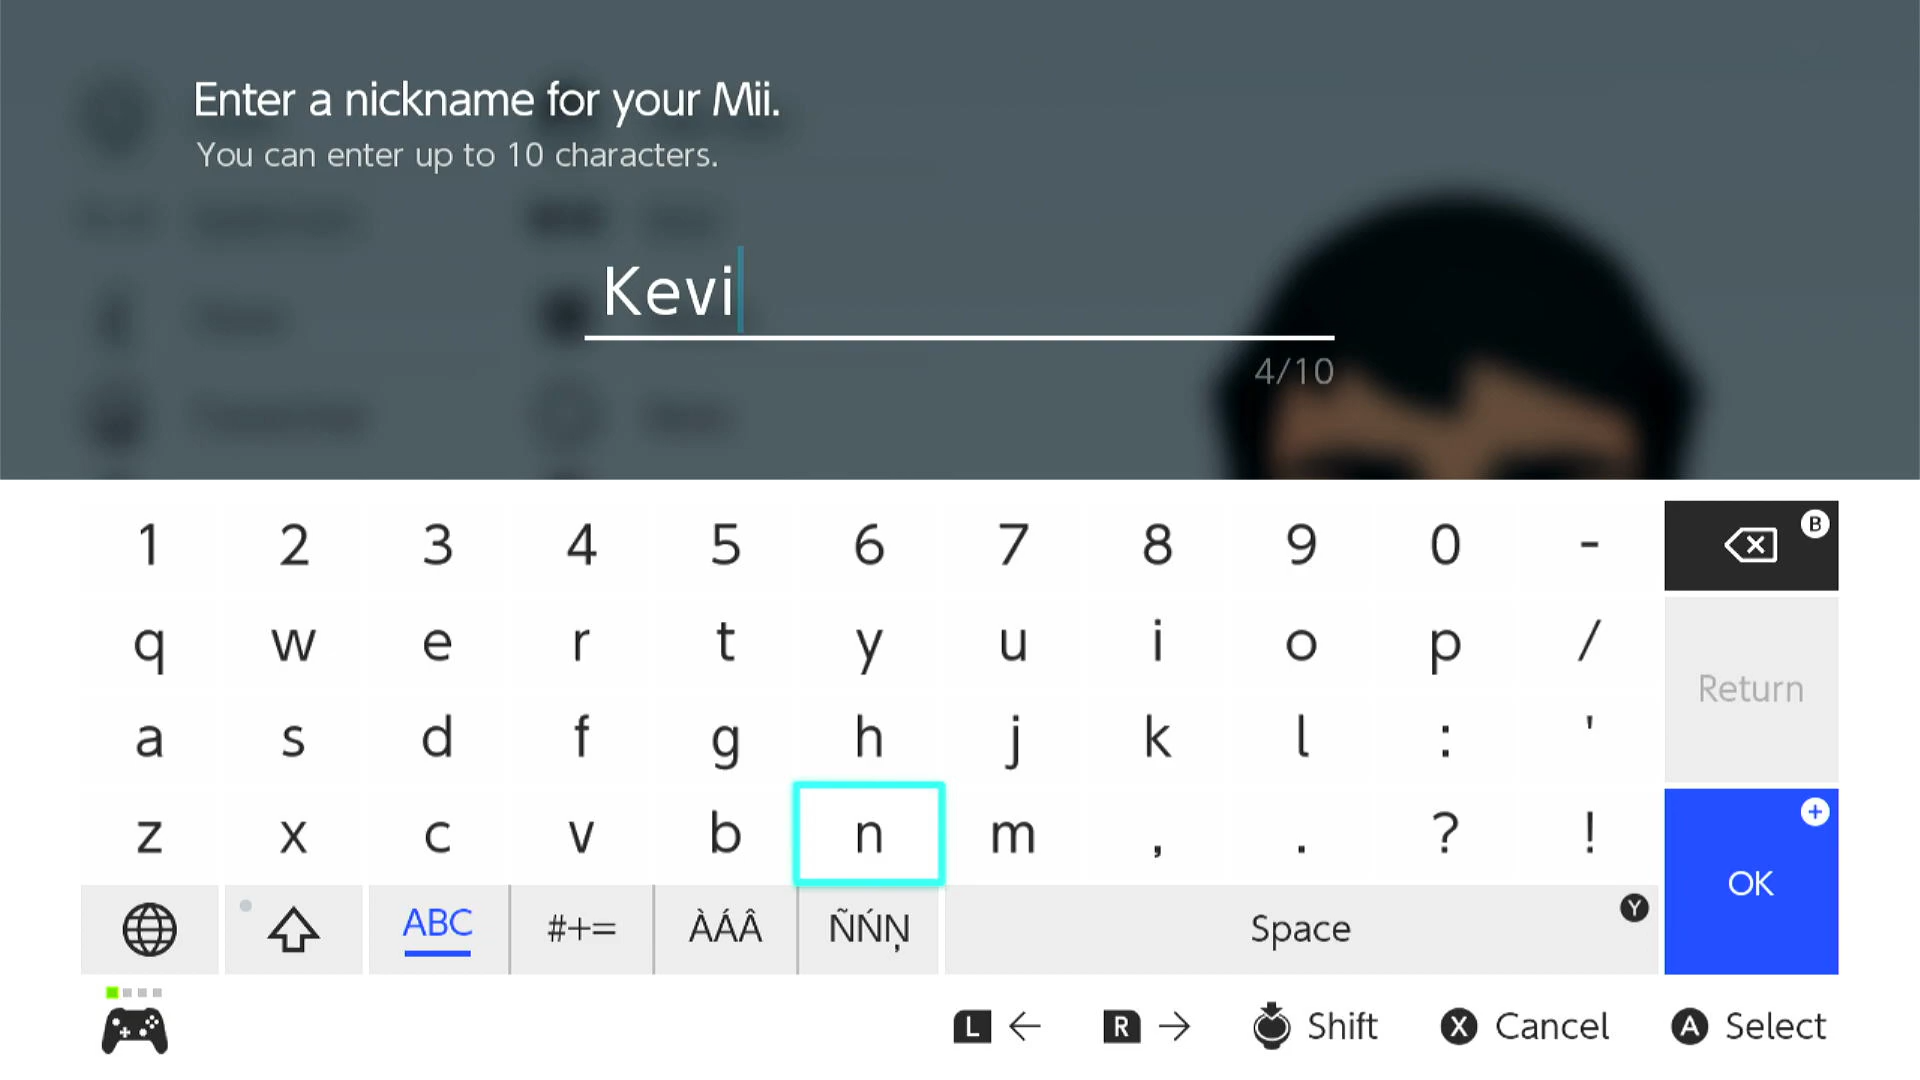 Enter a nickname for your Mii.
You can enter up to 10 characters.
Kevi
4/10
1 2 3 4 5 6 7 8 9 0 - B
q w e r t y u i o p /
Return
a s d f g h j k l : '
z x c v b n m , . ? ! +
OK
ABC #+= ÀÁÂ ÑŃŅ Space Y
L ← R → Shift X Cancel A Select